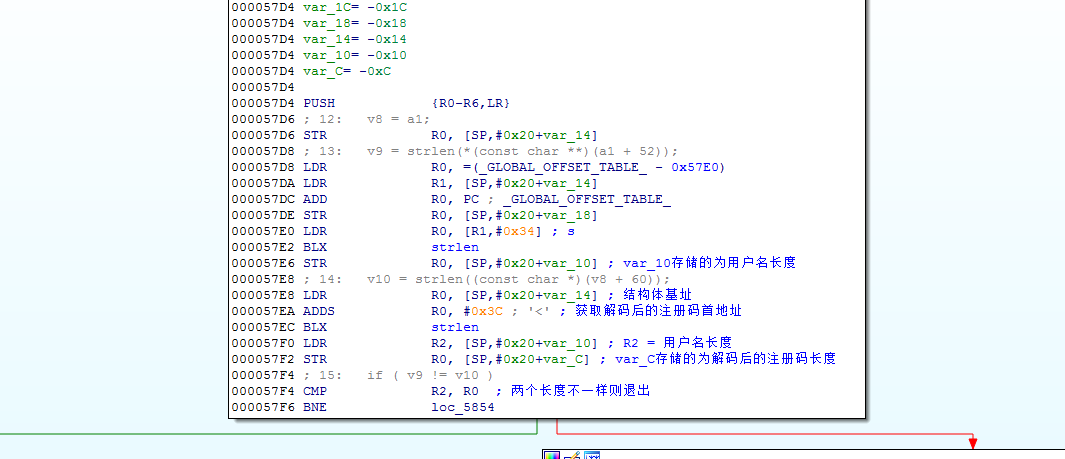 000057D4 var_1C= -0x1C
000057D4 var_18= -0x18
000057D4 var_14= -0x14
000057D4 var_10= -0x10
000057D4 var_C= -0xC
000057D4
000057D4 PUSH {R0-R6,LR}
000057D6 ; 12: v8 = a1;
000057D6 STR R0, [SP,#0x20+var_14]
000057D8 ; 13: v9 = strlen(*(const char **)(a1 + 52));
000057D8 LDR R0, =(_GLOBAL_OFFSET_TABLE_ - 0x57E0)
000057DA LDR R1, [SP,#0x20+var_14]
000057DC ADD R0, PC ; _GLOBAL_OFFSET_TABLE_
000057DE STR R0, [SP,#0x20+var_18]
000057E0 LDR R0, [R1,#0x34] ; s
000057E2 BLX strlen
000057E6 STR R0, [SP,#0x20+var_10] ; var_10存储的为用户名长度
000057E8 ; 14: v10 = strlen((const char *)(v8 + 60));
000057E8 LDR R0, [SP,#0x20+var_14] ; 结构体基址
000057EA ADDS R0, #0x3C ; '<' ; 获取解码后的注册码首地址
000057EC BLX strlen
000057F0 LDR R2, [SP,#0x20+var_10] ; R2 = 用户名长度
000057F2 STR R0, [SP,#0x20+var_C] ; var_C存储的为解码后的注册码长度
000057F4 ; 15: if ( v9 != v10 )
000057F4 CMP R2, R0 ; 两个长度不一样则退出
000057F6 BNE loc_5854